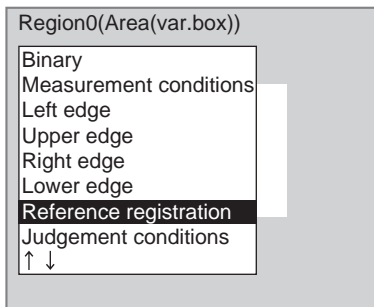 Region0(Area(var.box))
Binary
Measurement conditions
Left edge
Upper edge
Right edge
Lower edge
Reference registration
Judgement conditions
↑ ↓